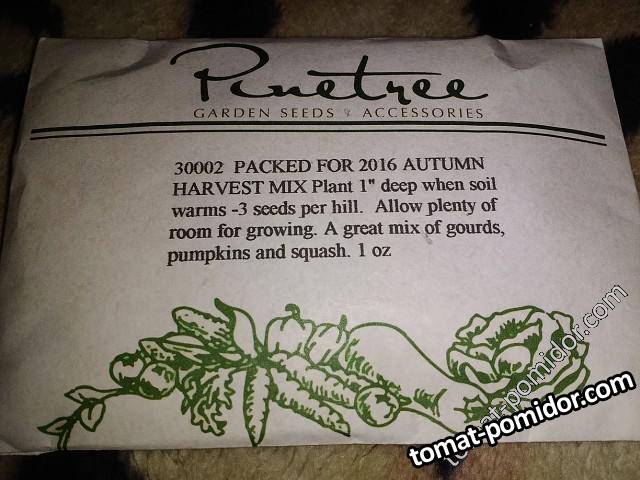 Pinetree
GARDEN SEEDS & ACCESSORIES
30002 PACKED FOR 2016 AUTUMN
HARVEST MIX Plant 1" deep when soil
warms -3 seeds per hill. Allow plenty of
room for growing. A great mix of gourds,
pumpkins and squash. 1 oz
tomat-pomidor.com
tomat-pomidor.com